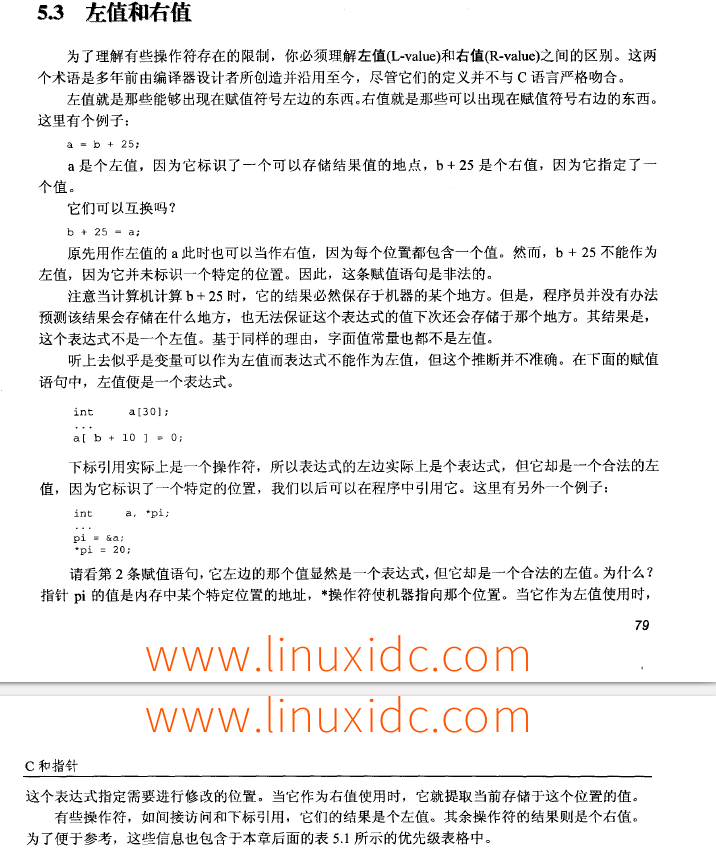 5.3 左值和右值
为了理解有些操作符存在的限制，你必须理解左值(L-value)和右值(R-value)之间的区别。这两
个术语是多年前由编译器设计者所创造并沿用至今，尽管它们的定义并不与 C 语言严格吻合。
左值就是那些能够出现在赋值符号左边的东西。右值就是那些可以出现在赋值符号右边的东西。
这里有个例子：
a = b + 25;
a 是个左值，因为它标识了一个可以存储结果值的地点，b + 25 是个右值，因为它指定了一
个值。
它们可以互换吗？
b + 25 = a;
原先用作左值的 a 此时也可以当作右值，因为每个位置都包含一个值。然而，b + 25 不能作为
左值，因为它并未标识一个特定的位置。因此，这条赋值语句是非法的。
注意当计算机计算 b + 25 时，它的结果必然保存于机器的某个地方。但是，程序员并没有办法
预测该结果会存储在什么地方，也无法保证这个表达式的值下次还会存储于那个地方。其结果是，
这个表达式不是一个左值。基于同样的理由，字面值常量也都不是左值。
听上去似乎是变量可以作为左值而表达式不能作为左值，但这个推断并不准确。在下面的赋值
语句中，左值便是一个表达式。
int a[30];
...
a[ b + 10 ] = 0;
下标引用实际上是一个操作符，所以表达式的左边实际上是个表达式，但它却是一个合法的左
值，因为它标识了一个特定的位置，我们以后可以在程序中引用它。这里有另外一个例子：
int a, *pi;
...
pi = &a;
*pi = 20;
请看第 2 条赋值语句，它左边的那个值显然是一个表达式，但它却是一个合法的左值。为什么？
指针 pi 的值是内存中某个特定位置的地址，*操作符使机器指向那个位置。当它作为左值使用时，
79
www.linuxidc.com
www.linuxidc.com
C 和指针
这个表达式指定需要进行修改的位置。当它作为右值使用时，它就提取当前存储于这个位置的值。
有些操作符，如间接访问和下标引用，它们的结果是个左值。其余操作符的结果则是个右值。
为了便于参考，这些信息也包含于本章后面的表 5.1 所示的优先级表格中。